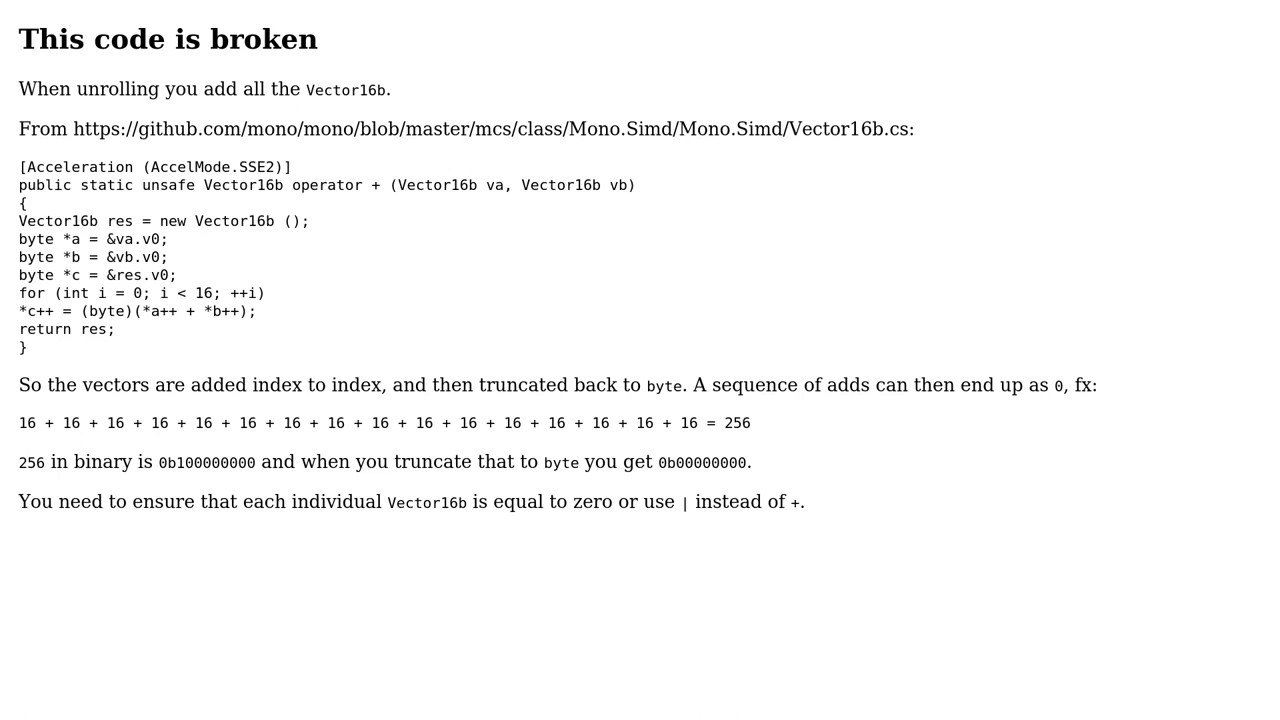 This code is broken
When unrolling you add all the Vector16b.
From https://github.com/mono/mono/blob/master/mcs/class/Mono.Simd/Mono.Simd/Vector16b.cs:
[Acceleration (AccelMode.SSE2)]
public static unsafe Vector16b operator + (Vector16b va, Vector16b vb)
{
Vector16b res = new Vector16b ();
byte *a = &va.v0;
byte *b = &vb.v0;
byte *c = &res.v0;
for (int i = 0; i < 16; ++i)
*c++ = (byte)(*a++ + *b++);
return res;
}
So the vectors are added index to index, and then truncated back to byte. A sequence of adds can then end up as 0, fx:
16 + 16 + 16 + 16 + 16 + 16 + 16 + 16 + 16 + 16 + 16 + 16 + 16 + 16 + 16 + 16 = 256
256 in binary is 0b100000000 and when you truncate that to byte you get 0b00000000.
You need to ensure that each individual Vector16b is equal to zero or use | instead of +.